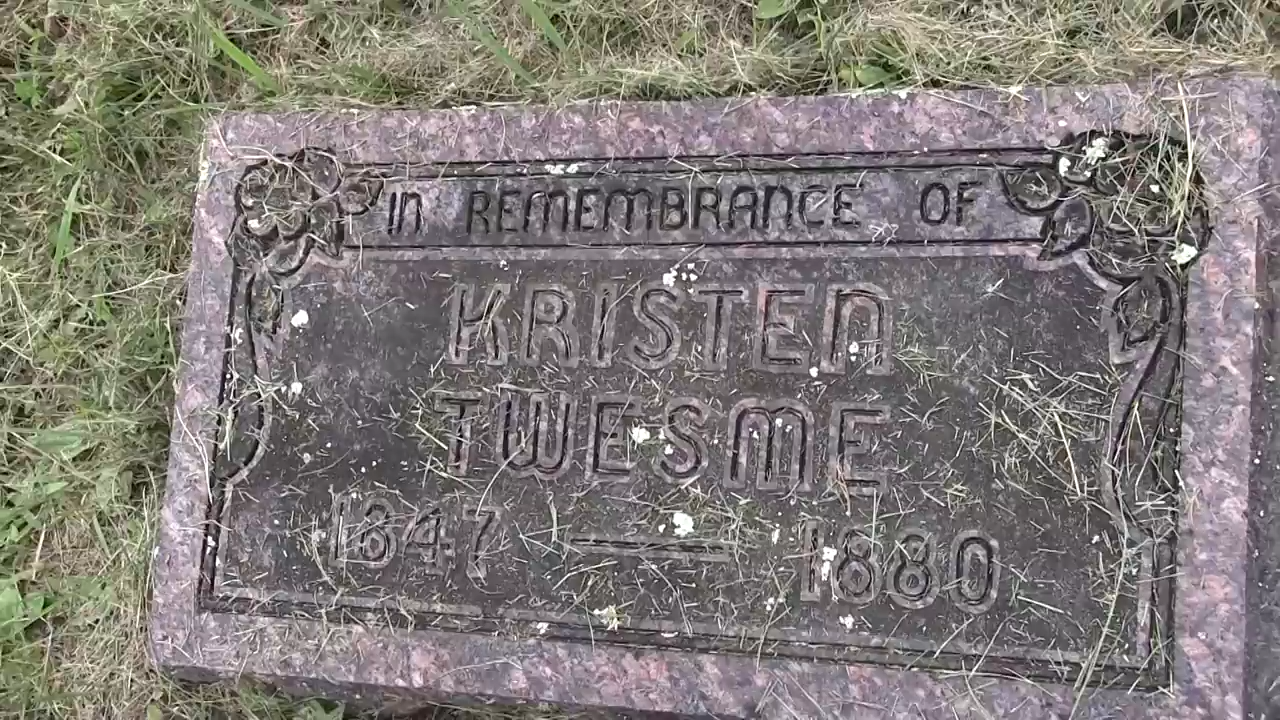 IN REMEMBRANCE OF
KRISTEN
TWESME
1847 — 1880